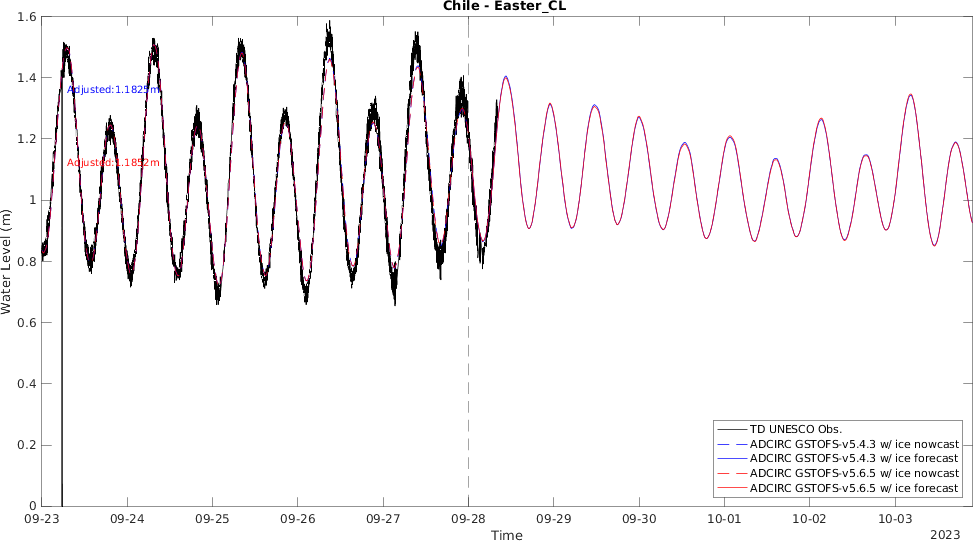 Chile - Easter_CL
1.6
1.4
1.2
1
0.8
0.6
0.4
0.2
0
Water Level (m)
Adjusted:1.1825m
Adjusted:1.1852m
TD UNESCO Obs.
ADCIRC GSTOFS-v5.4.3 w/ ice nowcast
ADCIRC GSTOFS-v5.4.3 w/ ice forecast
ADCIRC GSTOFS-v5.6.5 w/ ice nowcast
ADCIRC GSTOFS-v5.6.5 w/ ice forecast
09-23 09-24 09-25 09-26 09-27 09-28 09-29 09-30 10-01 10-02 10-03
Time
2023